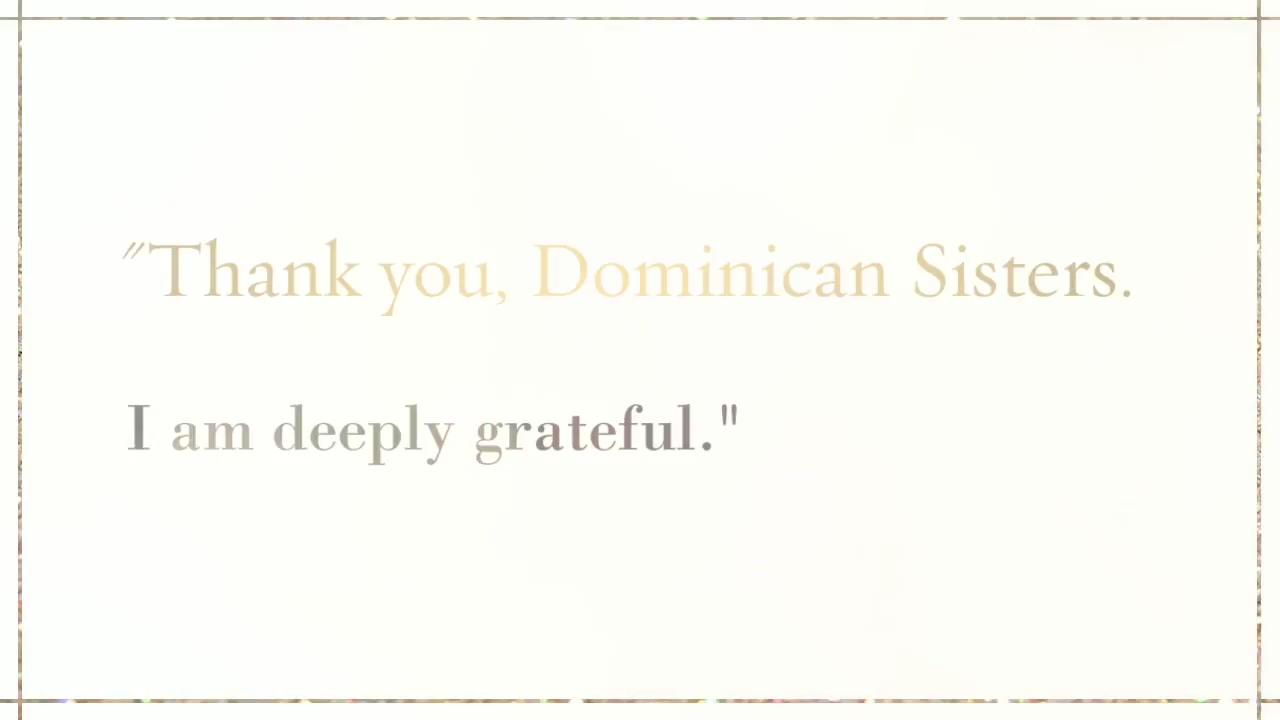 "Thank you, Dominican Sisters.
I am deeply grateful."